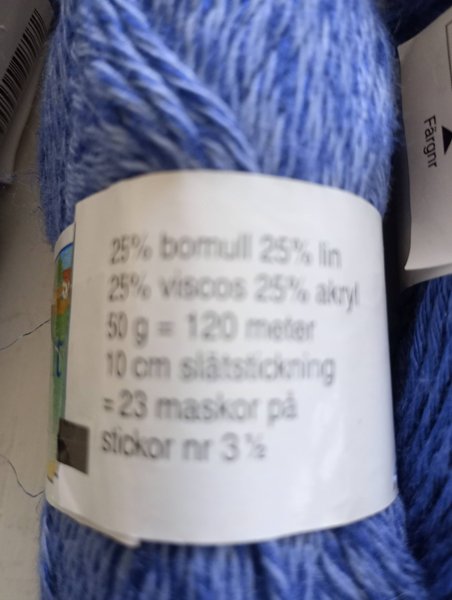 25% bomull 25% lin
25% viscos 25% akryl
50 g = 120 meter
10 cm slätstickning
= 23 maskor på
stickor nr 3 ½
Färgnr